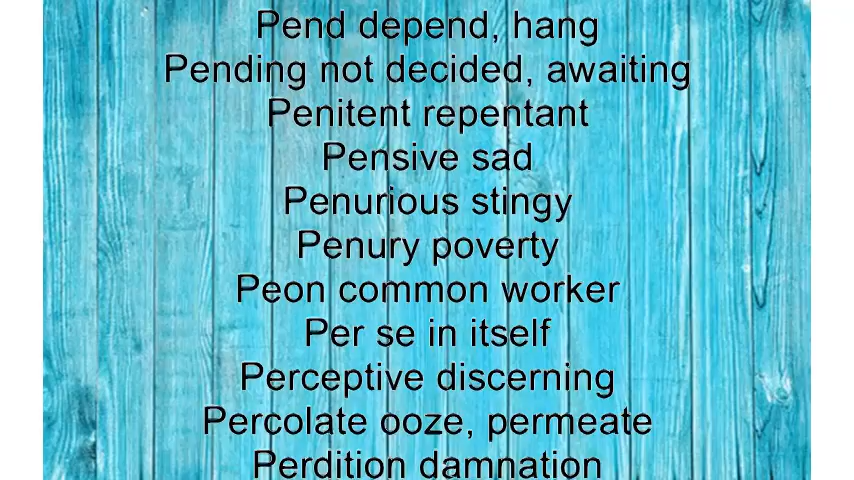 Pend depend, hang
Pending not decided, awaiting
Penitent repentant
Pensive sad
Penurious stingy
Penury poverty
Peon common worker
Per se in itself
Perceptive discerning
Percolate ooze, permeate
Perdition damnation